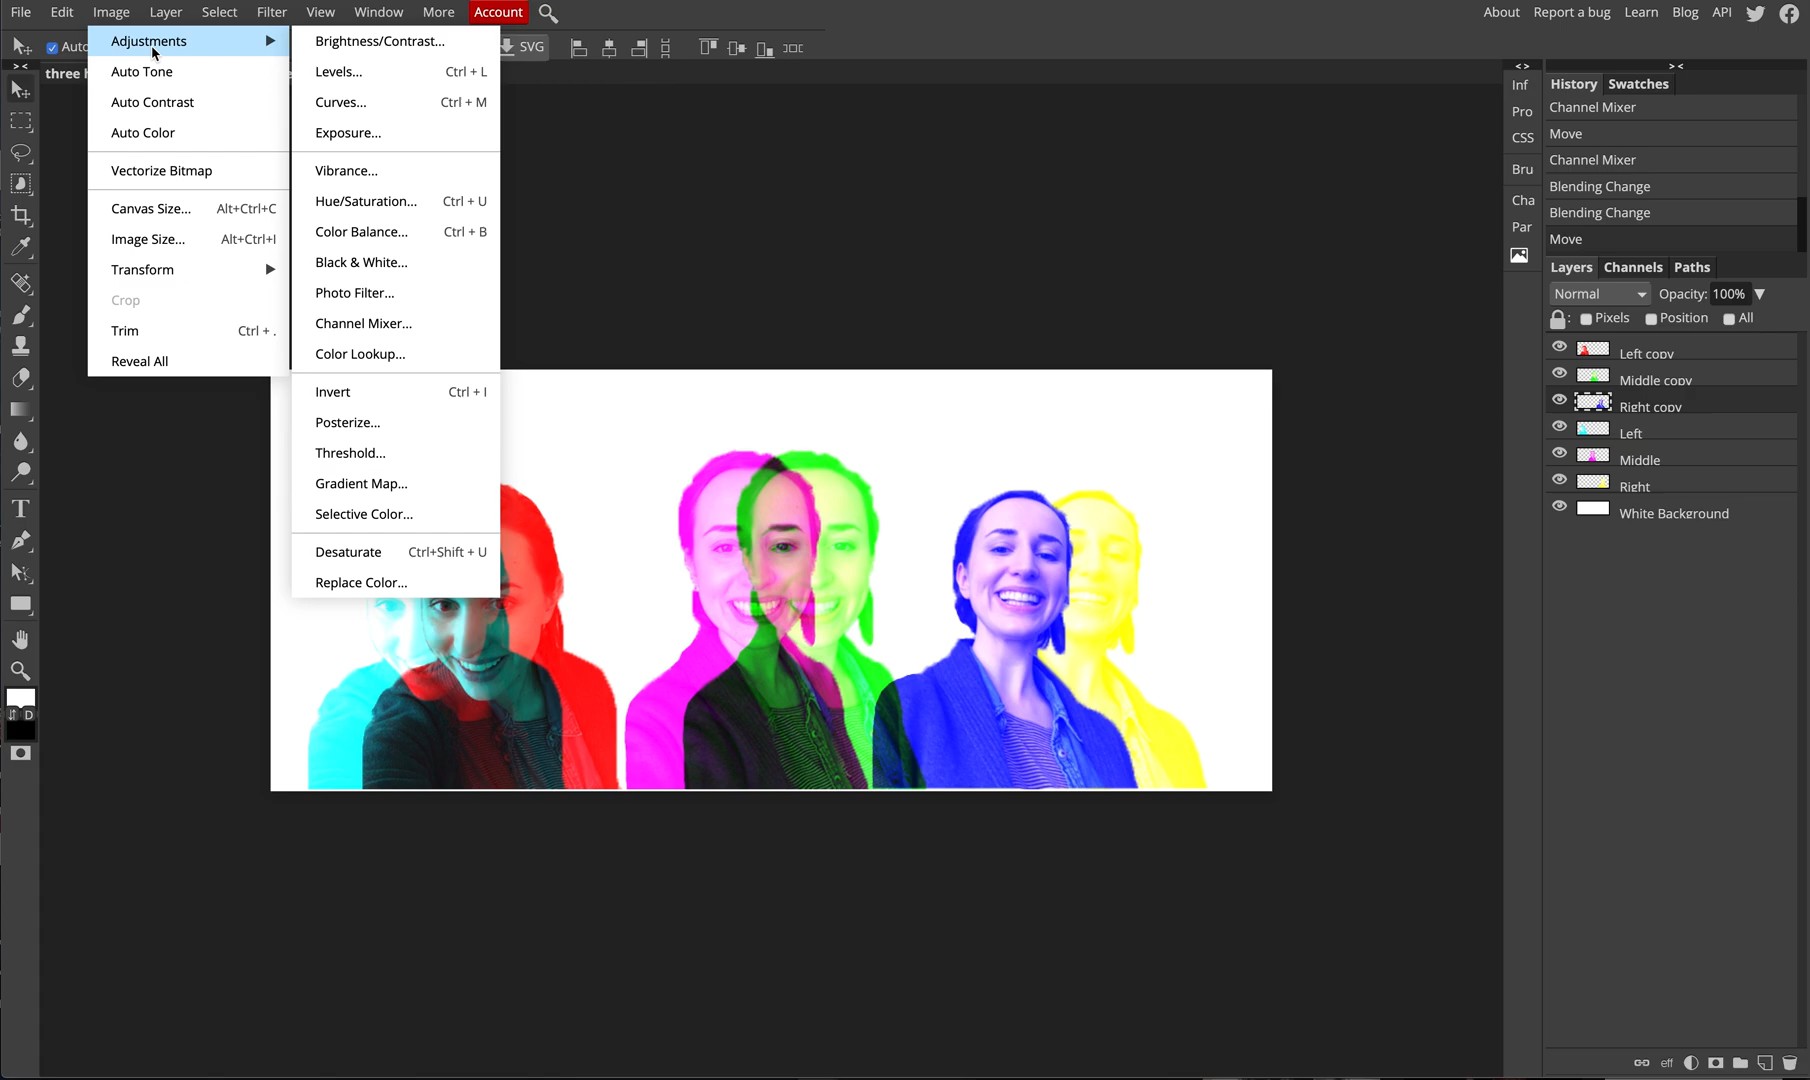 File Edit Image Layer Select Filter View Window More Account About Report a bug Learn Blog API
Auto SVG
three h
Adjustments
Auto Tone
Auto Contrast
Auto Color
Vectorize Bitmap
Canvas Size... Alt+Ctrl+C
Image Size... Alt+Ctrl+I
Transform
Crop
Trim Ctrl + .
Reveal All
Brightness/Contrast...
Levels... Ctrl + L
Curves... Ctrl + M
Exposure...
Vibrance...
Hue/Saturation... Ctrl + U
Color Balance... Ctrl + B
Black & White...
Photo Filter...
Channel Mixer...
Color Lookup...
Invert Ctrl + I
Posterize...
Threshold...
Gradient Map...
Selective Color...
Desaturate Ctrl+Shift + U
Replace Color...
T
D
< >
> <
> <
Inf
Pro
CSS
Bru
Cha
Par
History Swatches
Channel Mixer
Move
Channel Mixer
Blending Change
Blending Change
Move
Layers Channels Paths
Normal Opacity: 100%
: Pixels Position All
Left copy
Middle copy
Right copy
Left
Middle
Right
White Background
eff